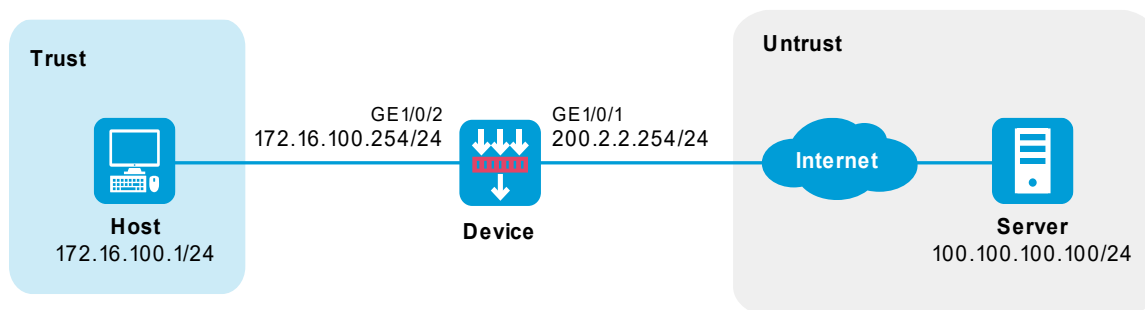 Trust
Untrust
GE1/0/2
172.16.100.254/24
GE1/0/1
200.2.2.254/24
Internet
Host
172.16.100.1/24
Device
Server
100.100.100.100/24